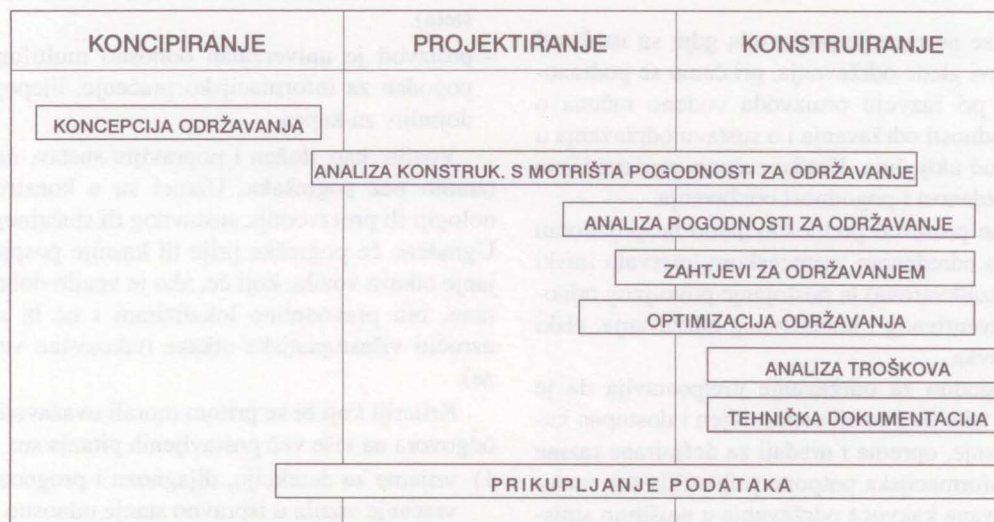 KONCIPIRANJE
PROJEKTIRANJE
KONSTRUIRANJE
KONCEPCIJA ODRŽAVANJA
ANALIZA KONSTRUK. S MOTRIŠTA POGODNOSTI ZA ODRŽAVANJE
ANALIZA POGODNOSTI ZA ODRŽAVANJE
ZAHTJEVI ZA ODRŽAVANJEM
OPTIMIZACIJA ODRŽAVANJA
ANALIZA TROŠKOVA
TEHNIČKA DOKUMENTACIJA
PRIKUPLJANJE PODATAKA